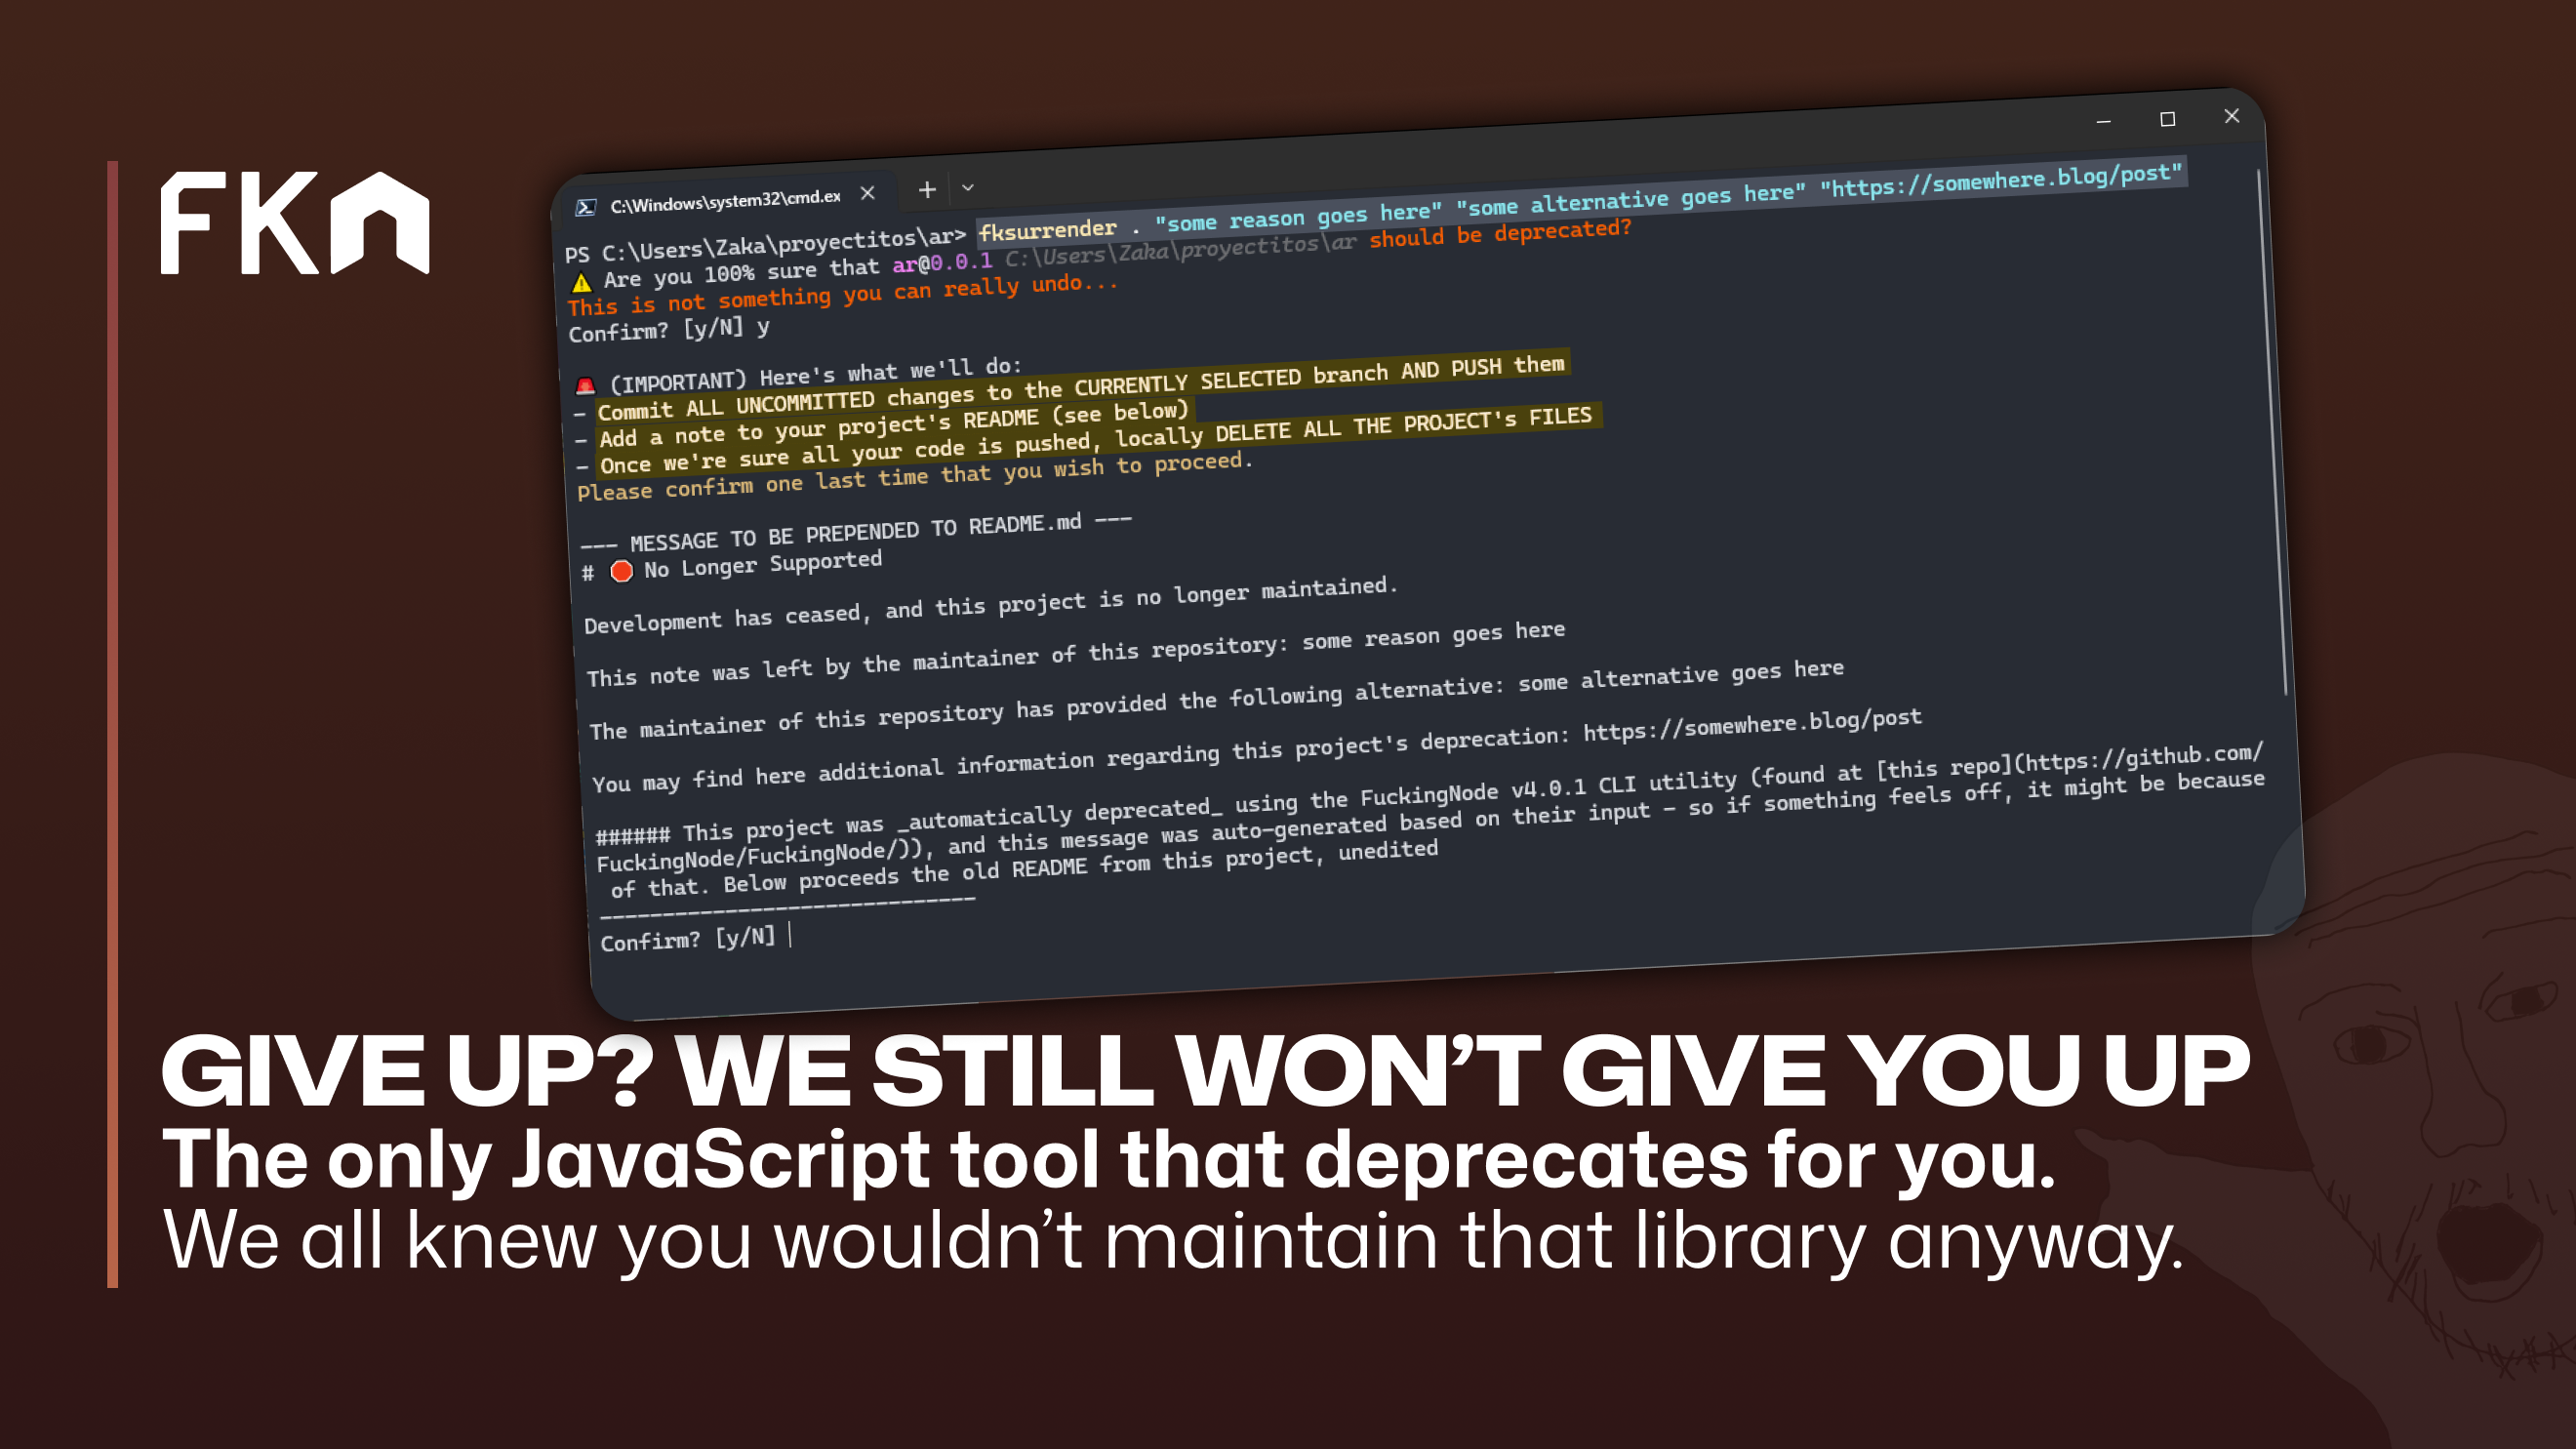 FK
C:\Windows\system32\cmd.ex
PS C:\Users\Zaka\proyectitos\ar> fksurrender . "some reason goes here" "some alternative goes here" "https://somewhere.blog/post"
⚠️ Are you 100% sure that ar@0.0.1 C:\Users\Zaka\proyectitos\ar should be deprecated?
This is not something you can really undo...
Confirm? [y/N] y
🚨 (IMPORTANT) Here's what we'll do:
- Commit ALL UNCOMMITTED changes to the CURRENTLY SELECTED branch AND PUSH them
- Add a note to your project's README (see below)
- Once we're sure all your code is pushed, locally DELETE ALL THE PROJECT's FILES
Please confirm one last time that you wish to proceed.
--- MESSAGE TO BE PREPENDED TO README.md ---
# 🛑 No Longer Supported
Development has ceased, and this project is no longer maintained.
This note was left by the maintainer of this repository: some reason goes here
The maintainer of this repository has provided the following alternative: some alternative goes here
You may find here additional information regarding this project's deprecation: https://somewhere.blog/post
###### This project was _automatically deprecated_ using the FuckingNode v4.0.1 CLI utility (found at [this repo](https://github.com/
FuckingNode/FuckingNode/)), and this message was auto-generated based on their input - so if something feels off, it might be because
of that. Below proceeds the old README from this project, unedited
------------------------------
Confirm? [y/N]
GIVE UP? WE STILL WON'T GIVE YOU UP
The only JavaScript tool that deprecates for you.
We all knew you wouldn't maintain that library anyway.